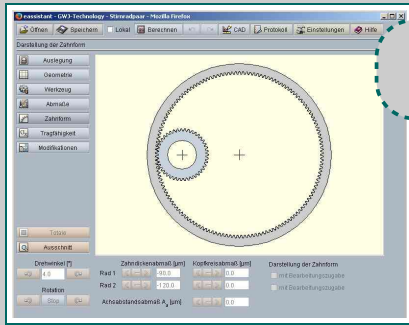 eassistant - GWJ-Technology - Stirnradpaar - Mozilla Firefox
Öffnen Speichern Lokal Berechnen CAD Protokoll Einstellungen Hilfe
Darstellung der Zahnform
Auslegung
Geometrie
Werkzeug
Abmaße
Zahnform
Tragfähigkeit
Modifikationen
Totale
Ausschnitt
Drehwinkel [°] Zahndickenabmaß [µm] Kopfkreisabmaß [µm] Darstellung der Zahnform
4.0 Rad 1 -90.0 0.0 mit Bearbeitungszugabe
Rotation Rad 2 -120.0 0.0 mit Bearbeitungszugabe
Stop Achsabstandsabmaß A [µm] 0.0